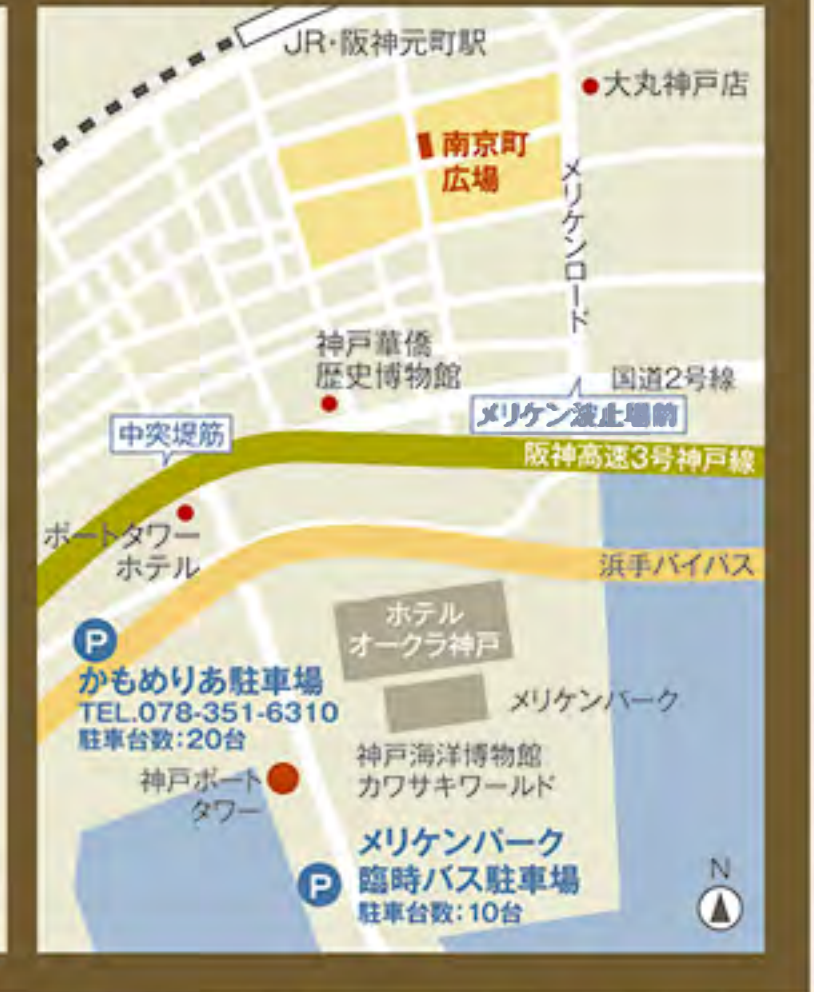 JR・阪神元町駅
大丸神戸店
南京町
広場
メリケンロード
神戸華僑
歴史博物館
国道2号線
メリケン波止場前
中突堤筋
阪神高速3号神戸線
ポートタワー
ホテル
浜手バイパス
ホテル
オークラ神戸
P
かもめりあ駐車場
TEL.078-351-6310
駐車台数:20台
メリケンパーク
神戸海洋博物館
カワサキワールド
神戸ポート
タワー
メリケンパーク
P
臨時バス駐車場
駐車台数:10台
N